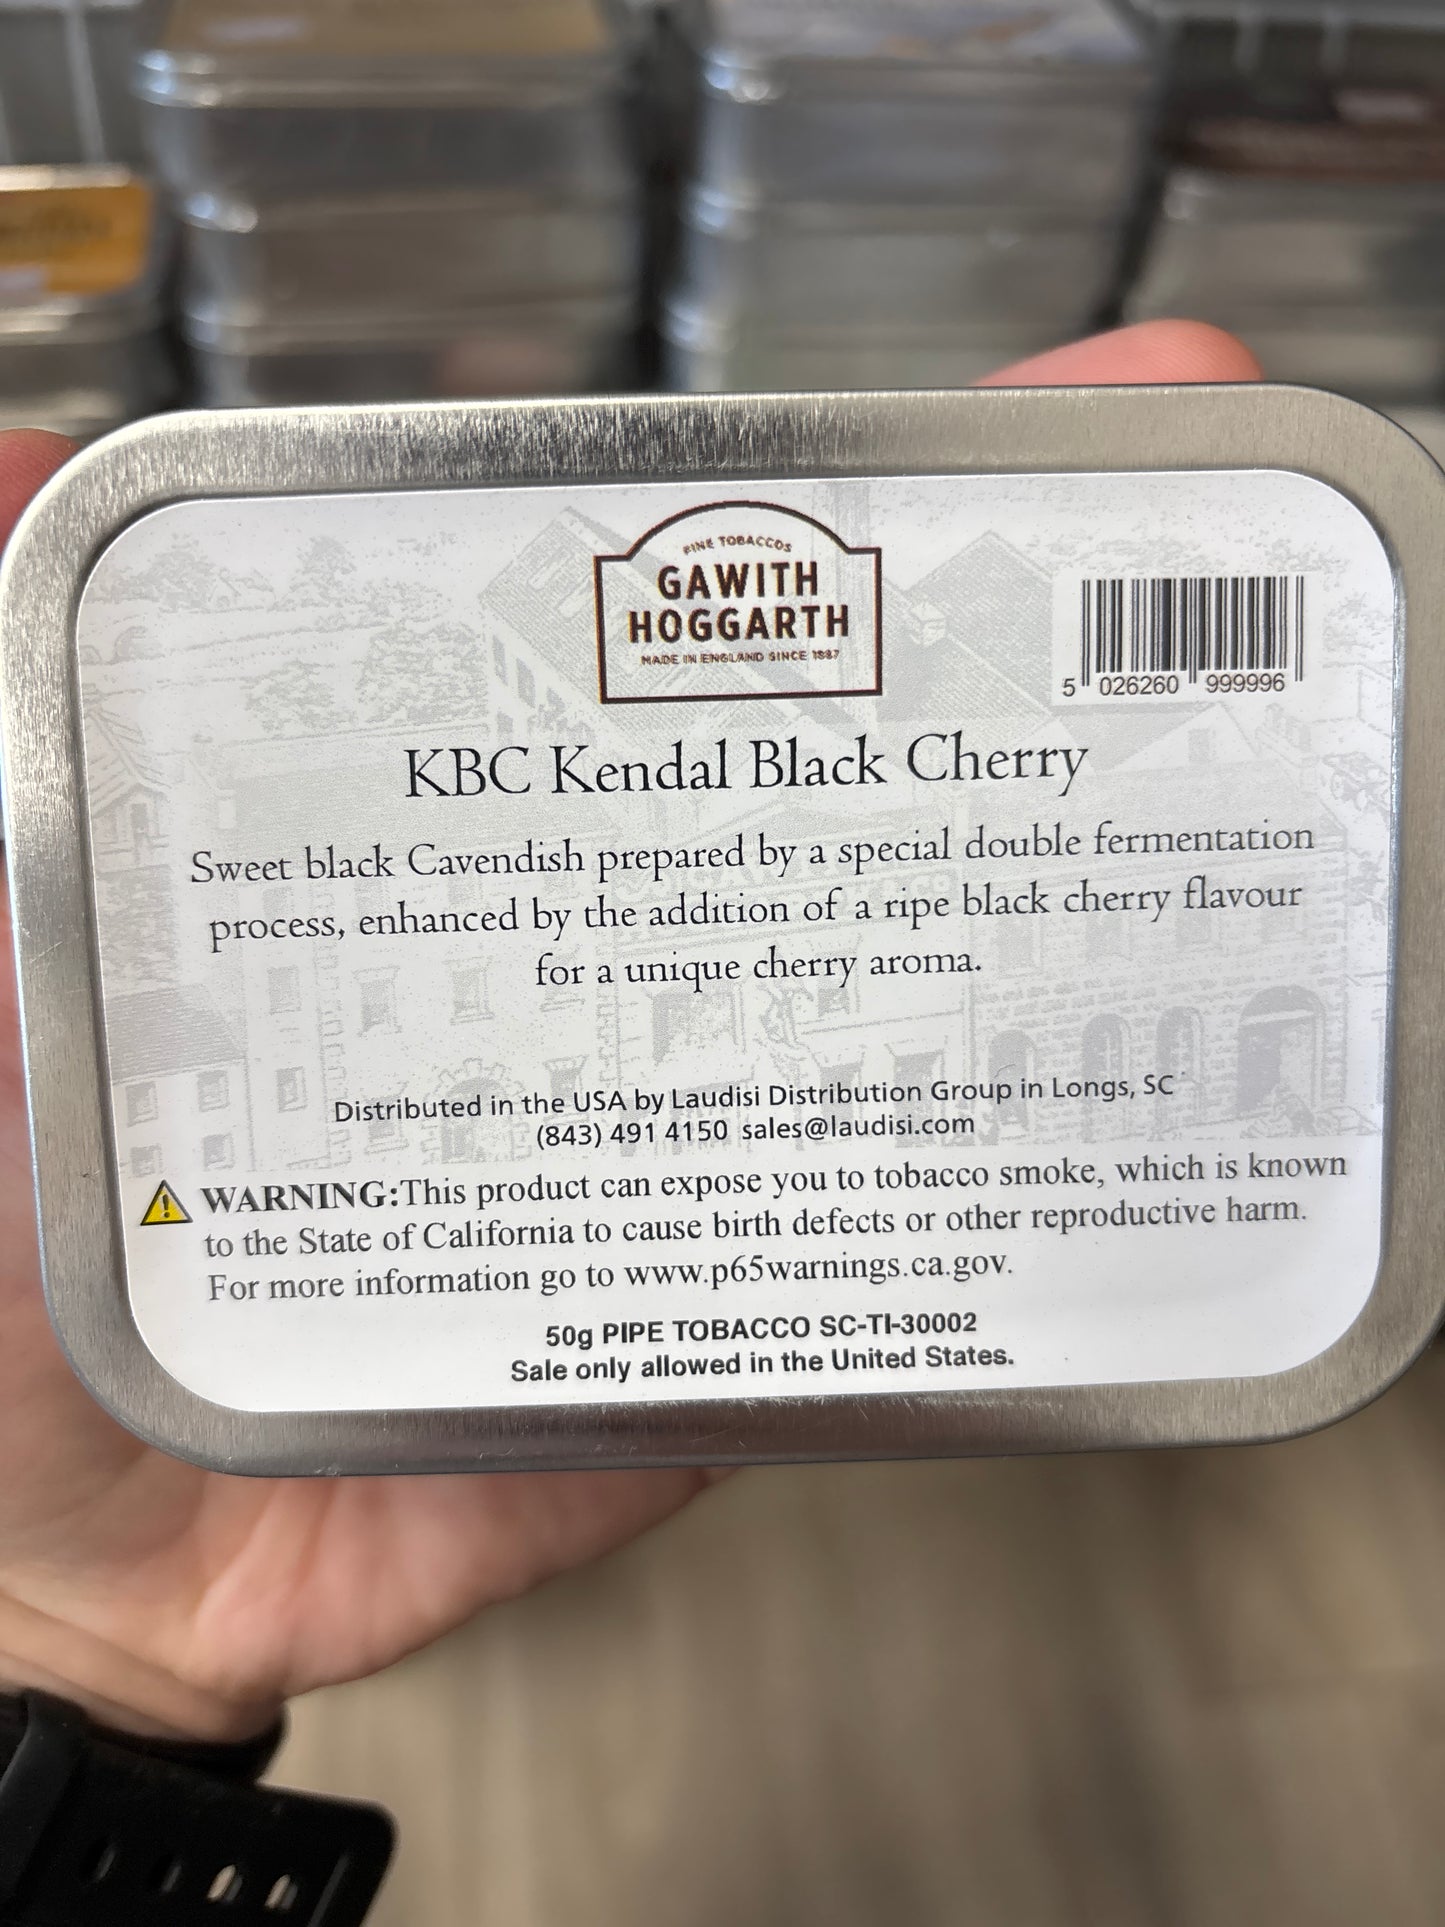 FINE TOBACCOS
GAWITH
HOGGARTH
MADE IN ENGLAND SINCE 1887
5 026260 999996
KBC Kendal Black Cherry
Sweet black Cavendish prepared by a special double fermentation
process, enhanced by the addition of a ripe black cherry flavour
for a unique cherry aroma.
Distributed in the USA by Laudisi Distribution Group in Longs, SC
(843) 491 4150 sales@laudisi.com
WARNING:This product can expose you to tobacco smoke, which is known
to the State of California to cause birth defects or other reproductive harm.
For more information go to www.p65warnings.ca.gov.
50g PIPE TOBACCO SC-TI-30002
Sale only allowed in the United States.